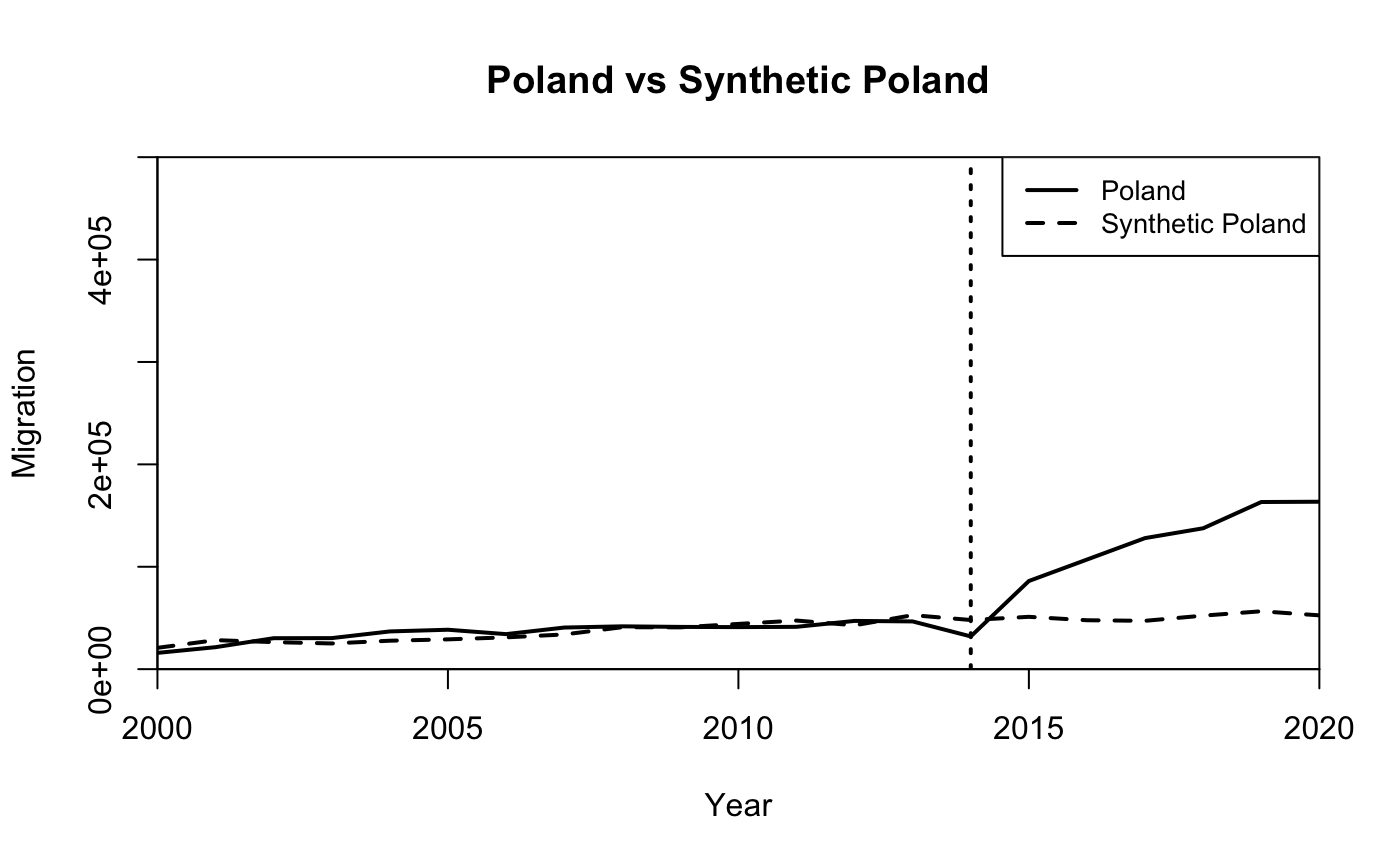 Poland vs Synthetic Poland
Poland
Synthetic Poland
Migration
4e+05
2e+05
0e+00
2000 2005 2010 2015 2020
Year